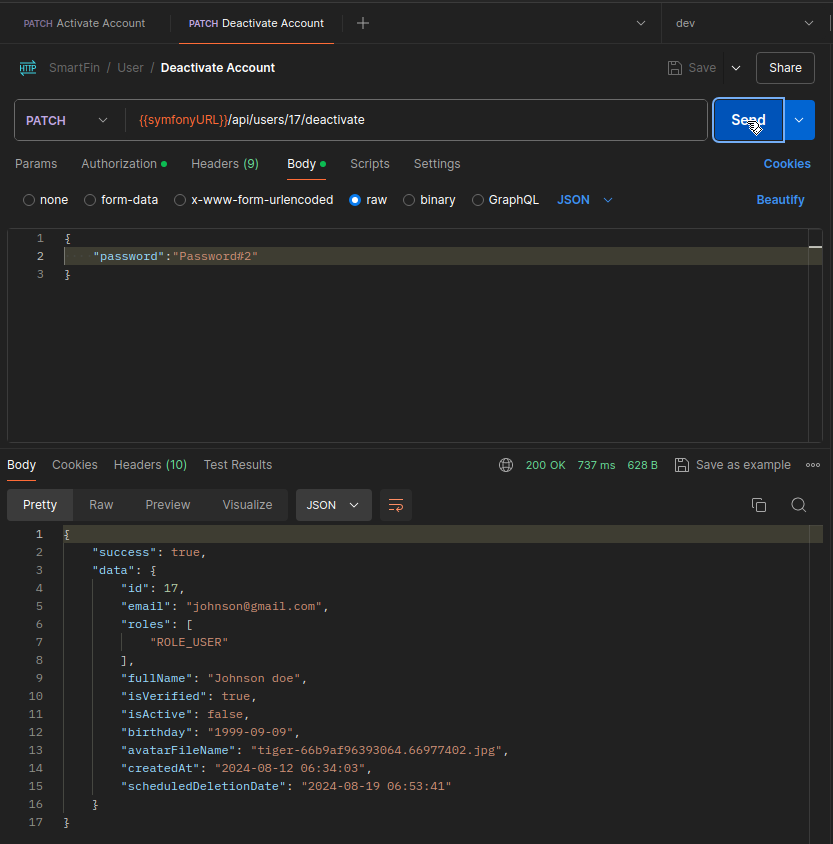 PATCH Activate Account PATCH Deactivate Account dev
HTTP SmartFin / User / Deactivate Account Save Share
PATCH {{symfonyURL}}/api/users/17/deactivate Send
Params Authorization Headers (9) Body Scripts Settings Cookies
none form-data x-www-form-urlencoded raw binary GraphQL JSON Beautify
1 {
2 "password":"Password#2"
3 }
Body Cookies Headers (10) Test Results 200 OK 737 ms 628 B Save as example
Pretty Raw Preview Visualize JSON
1 {
2 "success": true,
3 "data": {
4 "id": 17,
5 "email": "johnson@gmail.com",
6 "roles": [
7 "ROLE_USER"
8 ],
9 "fullName": "Johnson doe",
10 "isVerified": true,
11 "isActive": false,
12 "birthday": "1999-09-09",
13 "avatarFileName": "tiger-66b9af96393064.66977402.jpg",
14 "createdAt": "2024-08-12 06:34:03",
15 "scheduledDeletionDate": "2024-08-19 06:53:41"
16 }
17 }